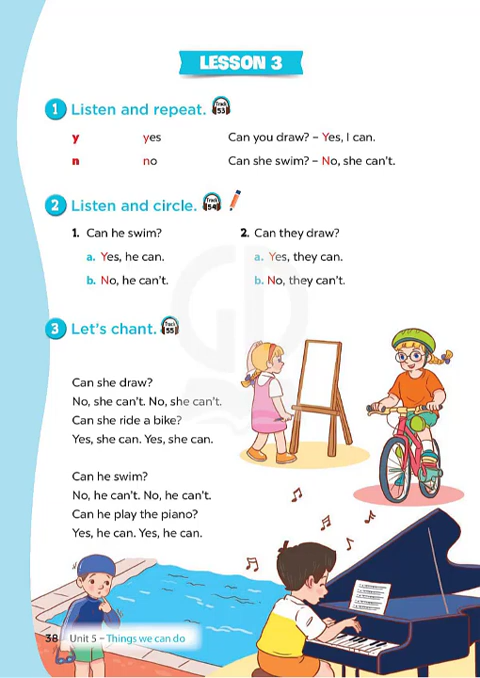 LESSON 3
1 Listen and repeat. Track 53
y yes Can you draw? – Yes, I can.
n no Can she swim? – No, she can't.
2 Listen and circle. Track 54
1. Can he swim? 2. Can they draw?
a. Yes, he can. a. Yes, they can.
b. No, he can't. b. No, they can't.
3 Let's chant. Track 55
Can she draw?
No, she can't. No, she can't.
Can she ride a bike?
Yes, she can. Yes, she can.
Can he swim?
No, he can't. No, he can't.
Can he play the piano?
Yes, he can. Yes, he can.
38 Unit 5 – Things we can do